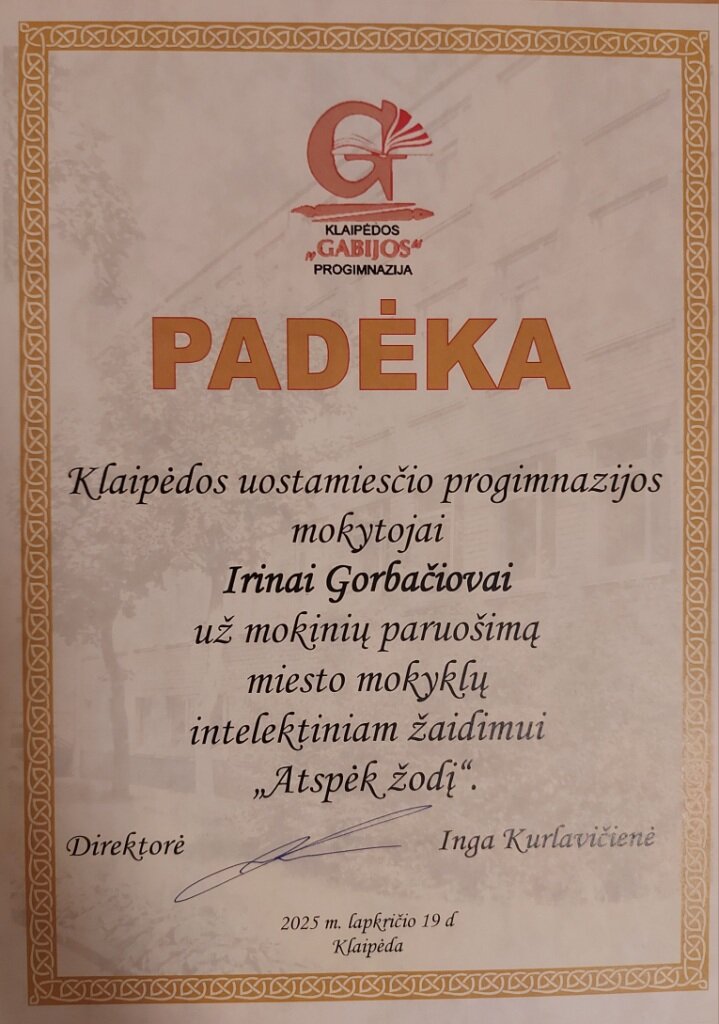 G
KLAIPĖDOS
„GABIJOS“
PROGIMNAZIJA
PADĖKA
Klaipėdos uostamiesčio progimnazijos
mokytojai
Irinai Gorbačiovai
už mokinių paruošimą
miesto mokyklų
intelektiniam žaidimui
„Atspėk žodį“.
Direktorė Inga Kurlavičienė
2025 m. lapkričio 19 d
Klaipėda